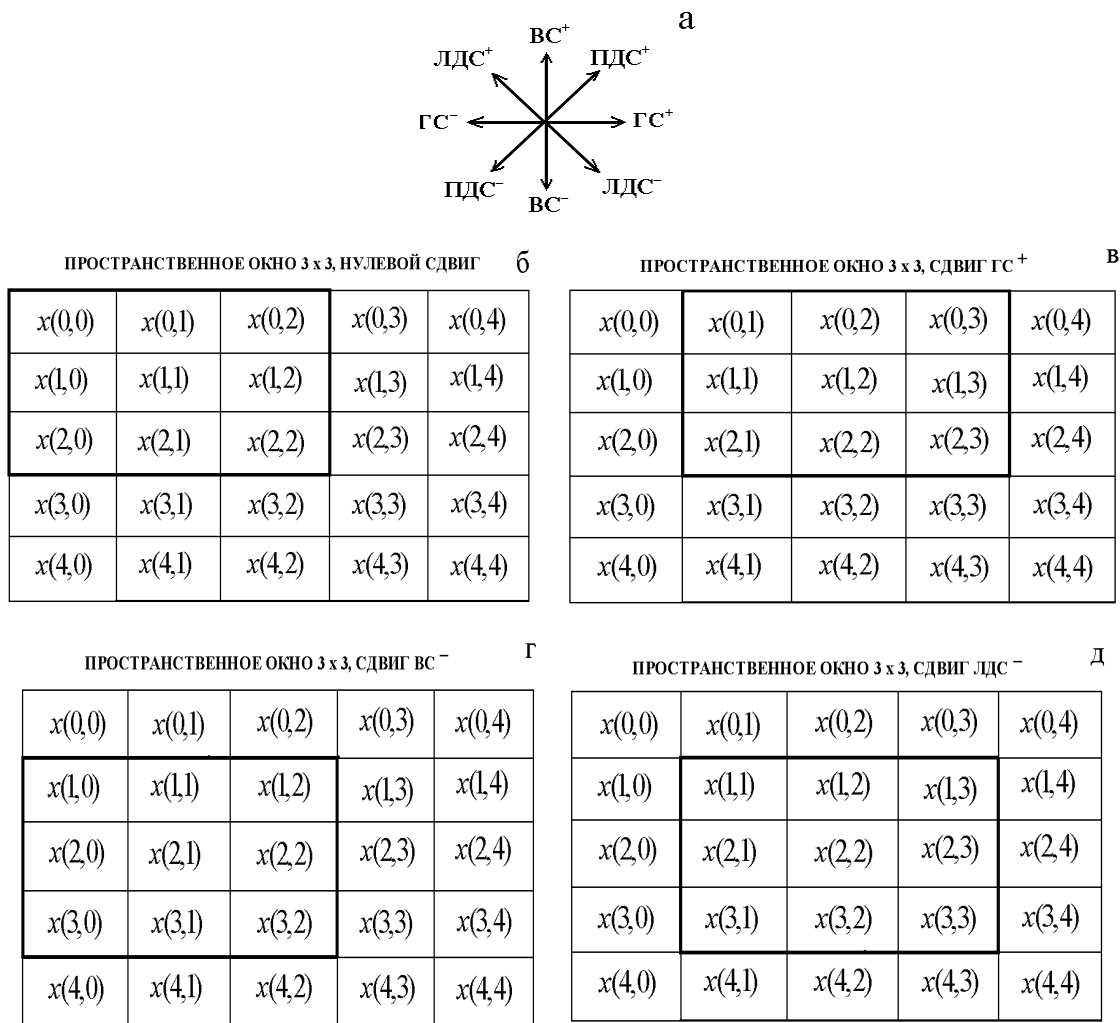 а
ВС⁺
ЛДС⁺ ПДС⁺
ГС⁻ ГС⁺
ПДС⁻ ЛДС⁻
ВС⁻
ПРОСТРАНСТВЕННОЕ ОКНО 3 х 3, НУЛЕВОЙ СДВИГ б
x(0,0) x(0,1) x(0,2) x(0,3) x(0,4)
x(1,0) x(1,1) x(1,2) x(1,3) x(1,4)
x(2,0) x(2,1) x(2,2) x(2,3) x(2,4)
x(3,0) x(3,1) x(3,2) x(3,3) x(3,4)
x(4,0) x(4,1) x(4,2) x(4,3) x(4,4)
ПРОСТРАНСТВЕННОЕ ОКНО 3 х 3, СДВИГ ГС⁺ в
x(0,0) x(0,1) x(0,2) x(0,3) x(0,4)
x(1,0) x(1,1) x(1,2) x(1,3) x(1,4)
x(2,0) x(2,1) x(2,2) x(2,3) x(2,4)
x(3,0) x(3,1) x(3,2) x(3,3) x(3,4)
x(4,0) x(4,1) x(4,2) x(4,3) x(4,4)
ПРОСТРАНСТВЕННОЕ ОКНО 3 х 3, СДВИГ ВС⁻ г
x(0,0) x(0,1) x(0,2) x(0,3) x(0,4)
x(1,0) x(1,1) x(1,2) x(1,3) x(1,4)
x(2,0) x(2,1) x(2,2) x(2,3) x(2,4)
x(3,0) x(3,1) x(3,2) x(3,3) x(3,4)
x(4,0) x(4,1) x(4,2) x(4,3) x(4,4)
ПРОСТРАНСТВЕННОЕ ОКНО 3 х 3, СДВИГ ЛДС⁻ д
x(0,0) x(0,1) x(0,2) x(0,3) x(0,4)
x(1,0) x(1,1) x(1,2) x(1,3) x(1,4)
x(2,0) x(2,1) x(2,2) x(2,3) x(2,4)
x(3,0) x(3,1) x(3,2) x(3,3) x(3,4)
x(4,0) x(4,1) x(4,2) x(4,3) x(4,4)